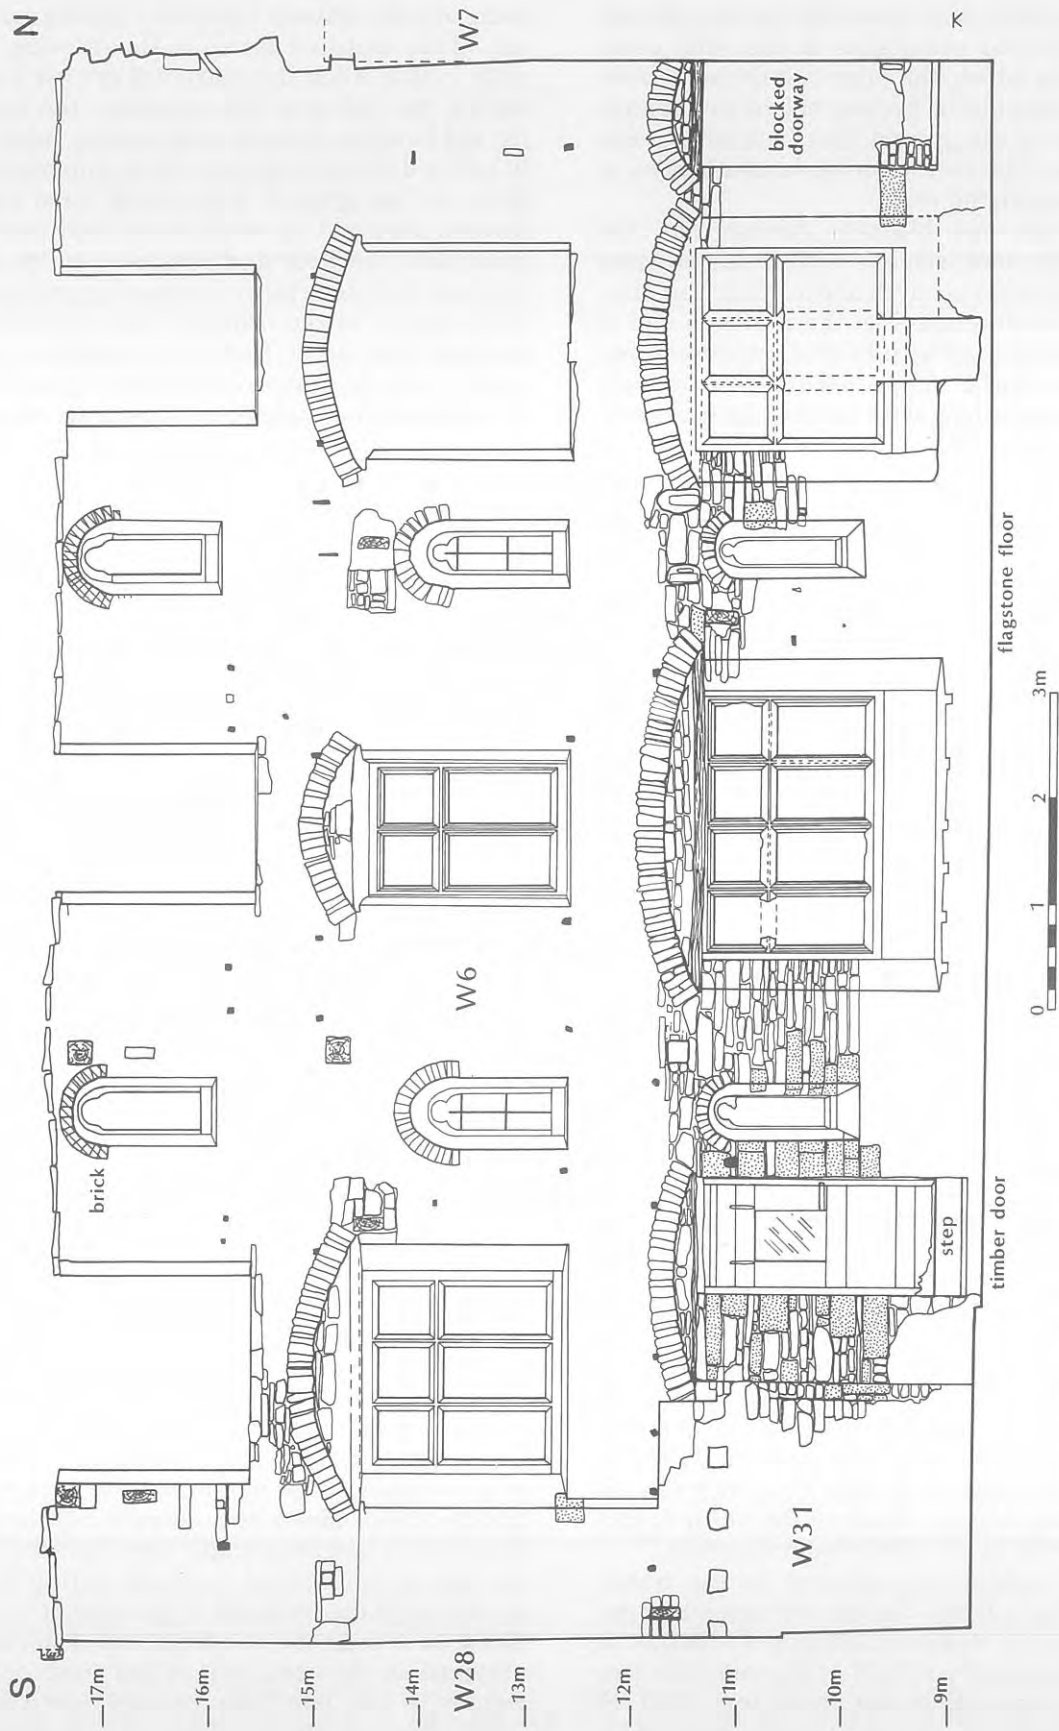 S
N
17m
16m
15m
14m
13m
12m
11m
10m
9m
W28
W6
W7
W31
brick
blocked
doorway
step
timber door
flagstone floor
0
1
2
3m
K